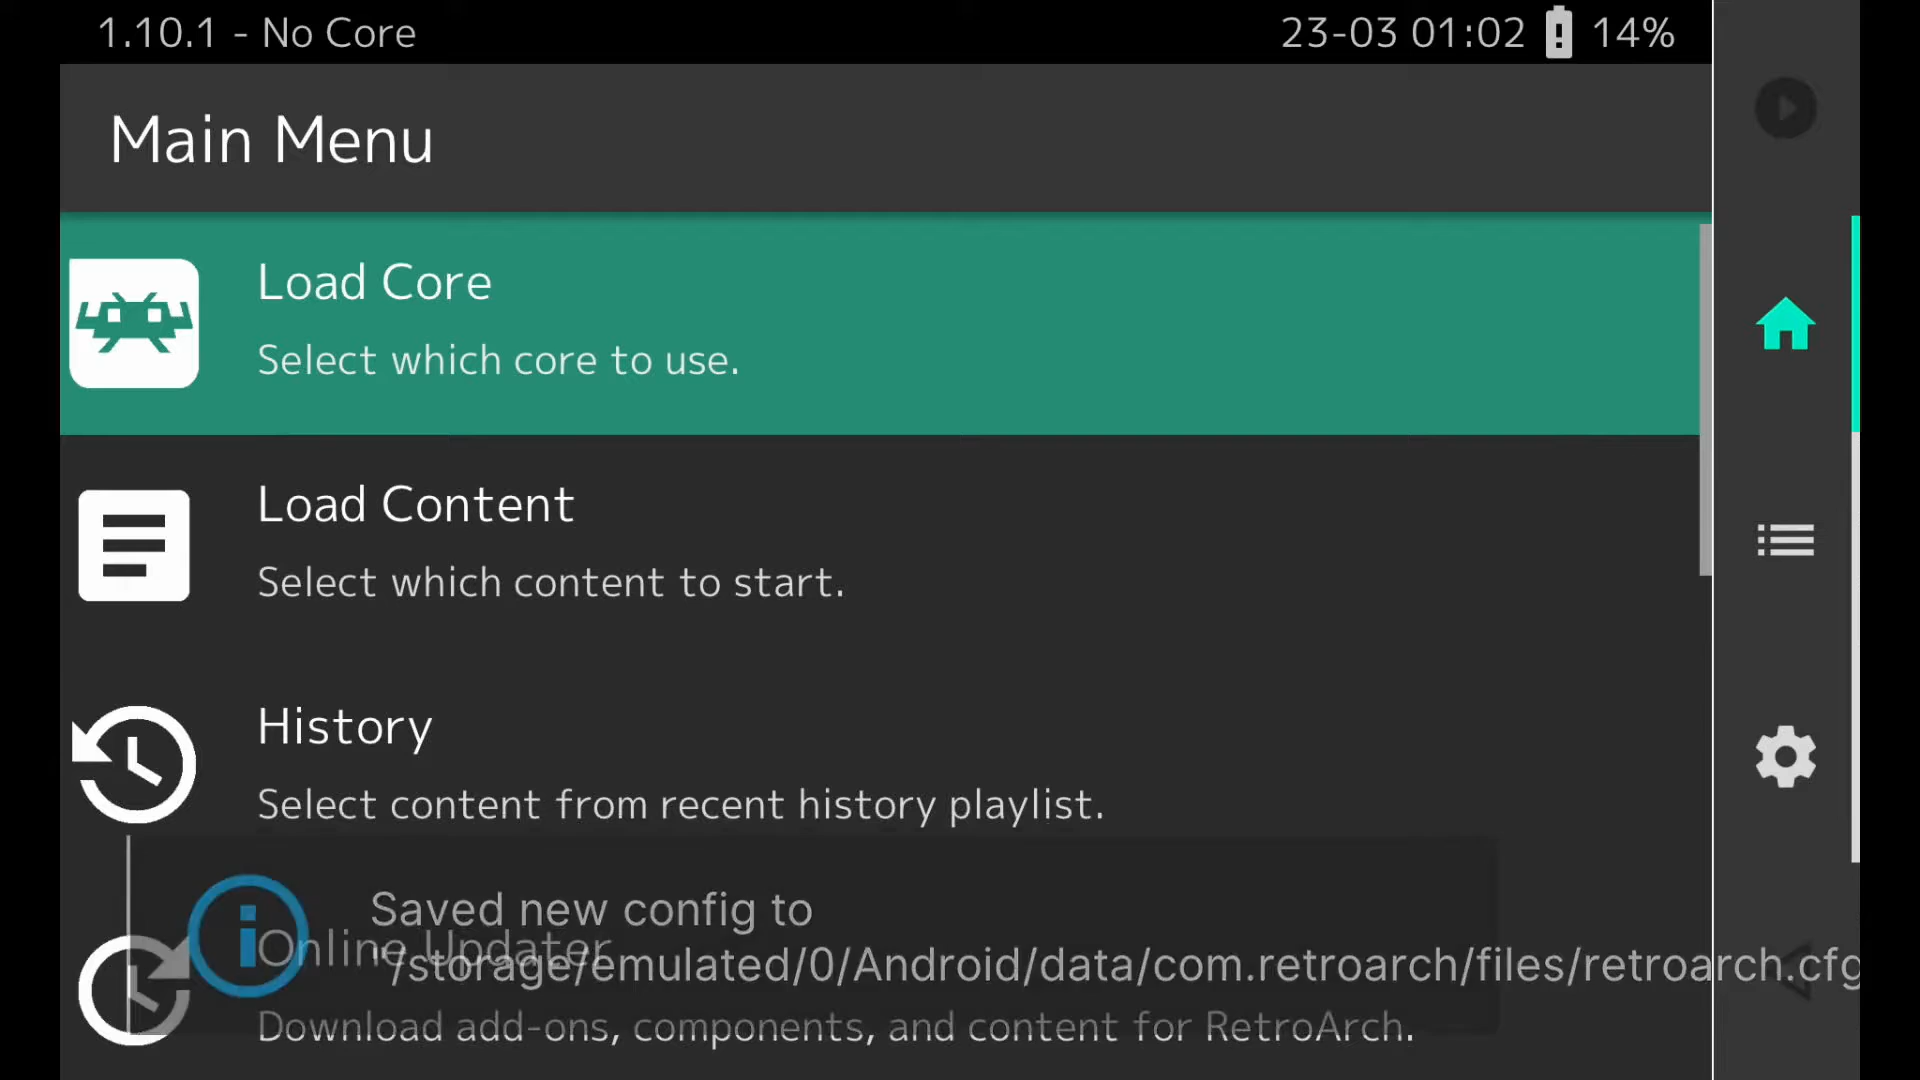 1.10.1 - No Core
23-03 01:02 14%
Main Menu
Load Core
Select which core to use.
Load Content
Select which content to start.
History
Select content from recent history playlist.
Saved new config to
Online Updater
"/storage/emulated/0/Android/data/com.retroarch/files/retroarch.cfg
Download add-ons, components, and content for RetroArch.